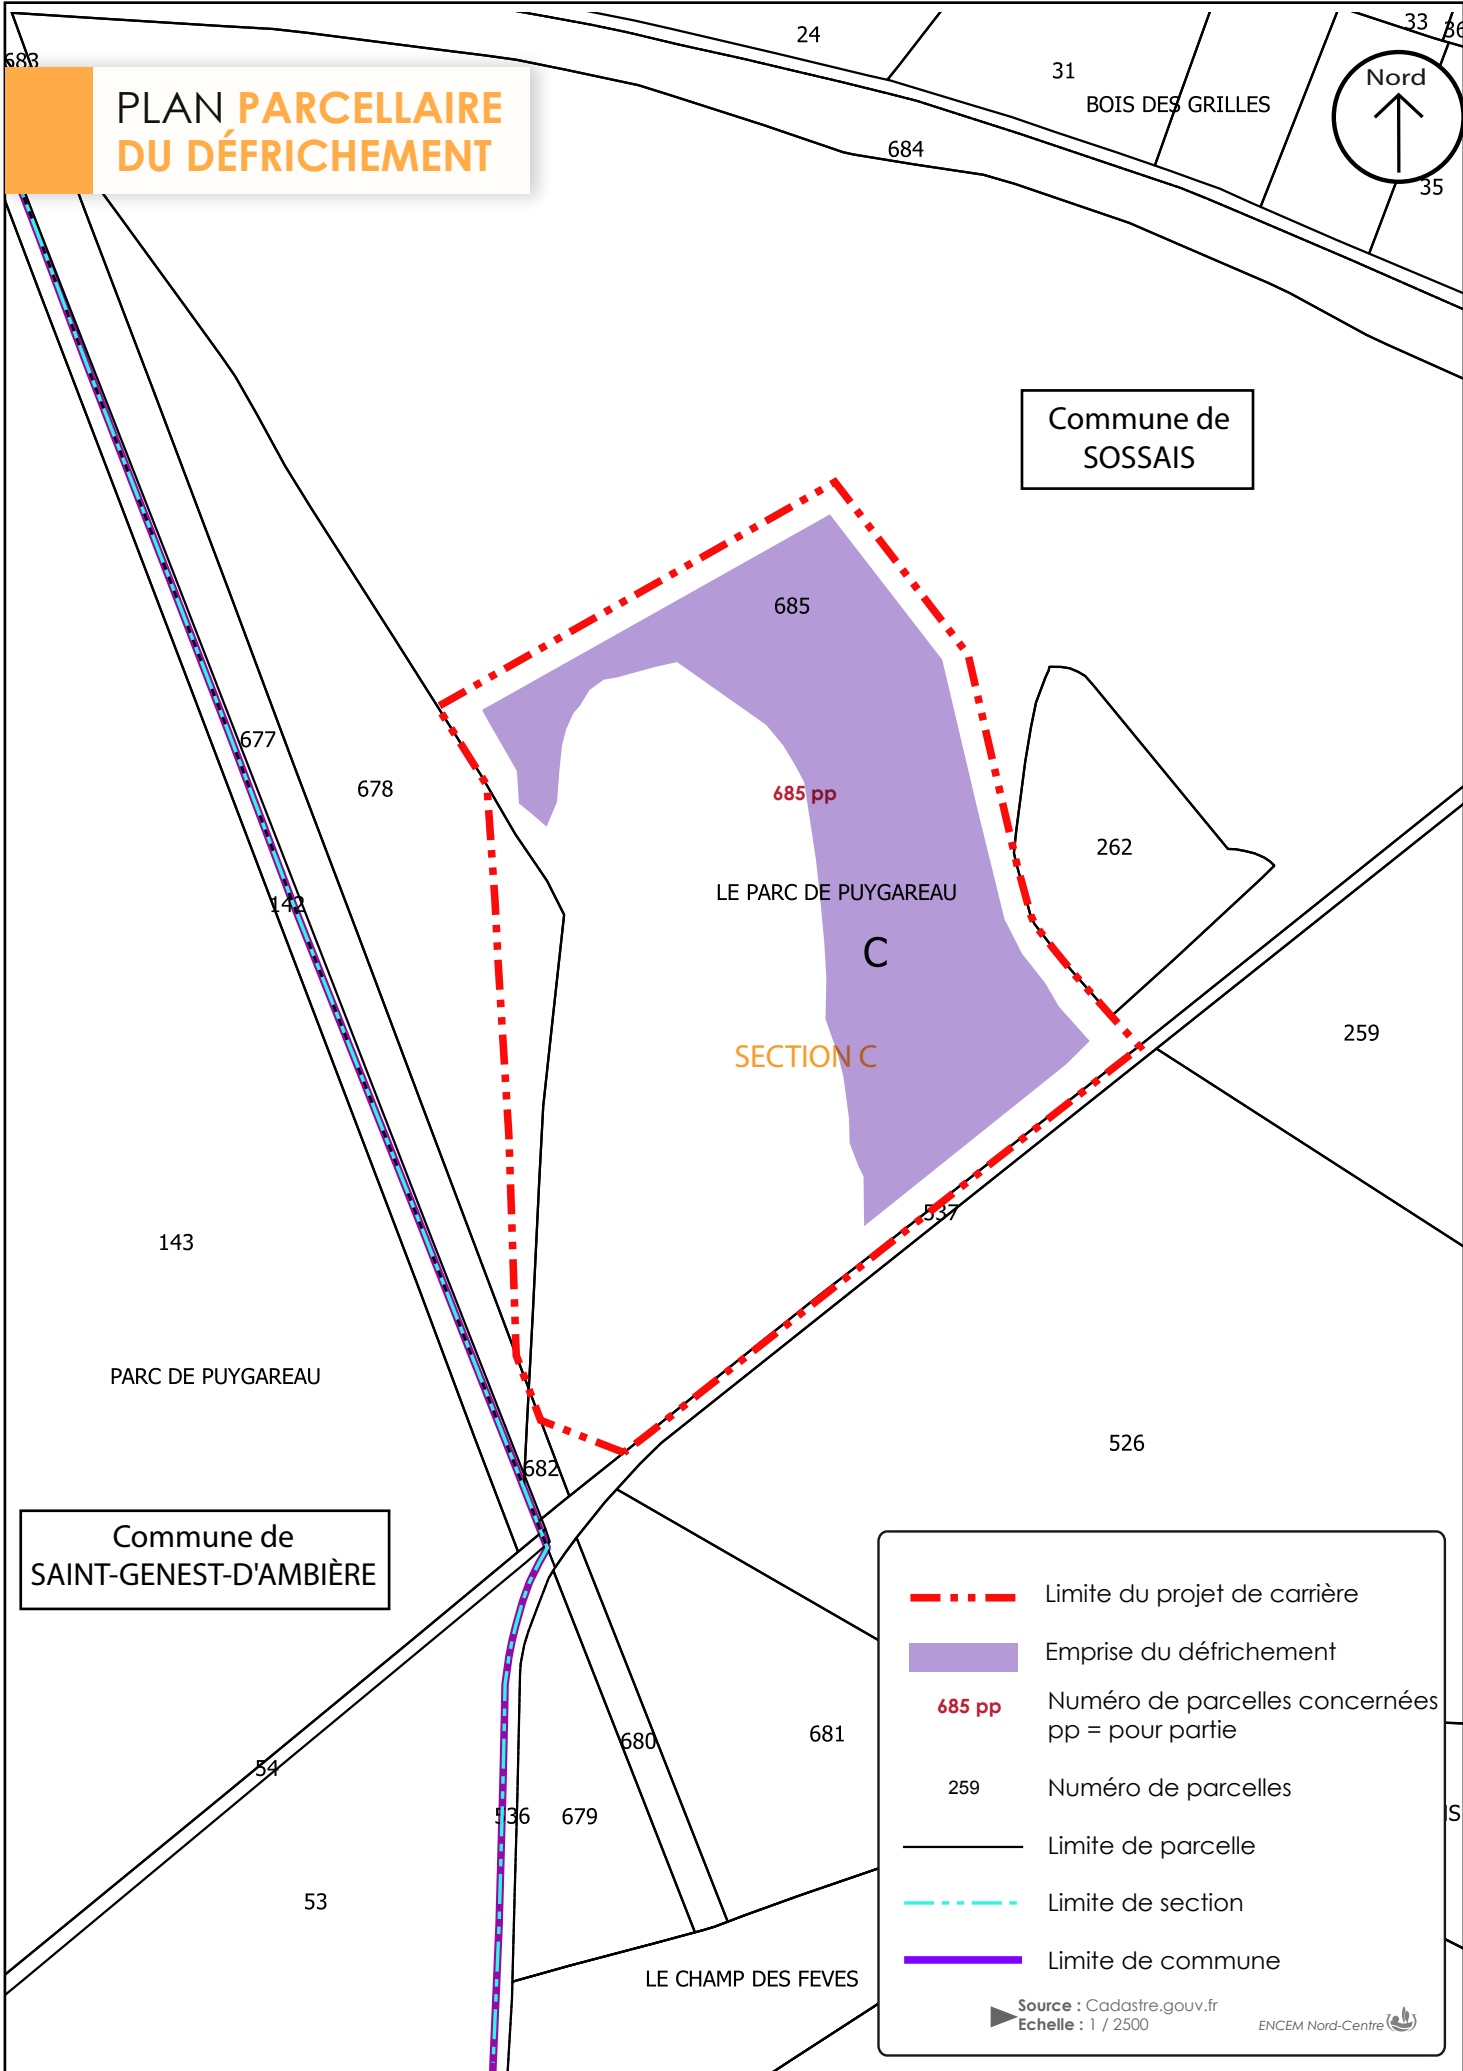 683
24
33
36
31
Nord
BOIS DES GRILLES
PLAN PARCELLAIRE
DU DÉFRICHEMENT
684
35
Commune de
SOSSAIS
685
677
678
685 pp
262
LE PARC DE PUYGAREAU
142
C
259
SECTION C
537
143
PARC DE PUYGAREAU
526
682
Commune de
SAINT-GENEST-D'AMBIÈRE
680
681
54
536
679
53
LE CHAMP DES FEVES
Limite du projet de carrière
Emprise du défrichement
685 pp
Numéro de parcelles concernées
pp = pour partie
259
Numéro de parcelles
Limite de parcelle
Limite de section
Limite de commune
Source : Cadastre.gouv.fr
Echelle : 1 / 2500
ENCEM Nord-Centre